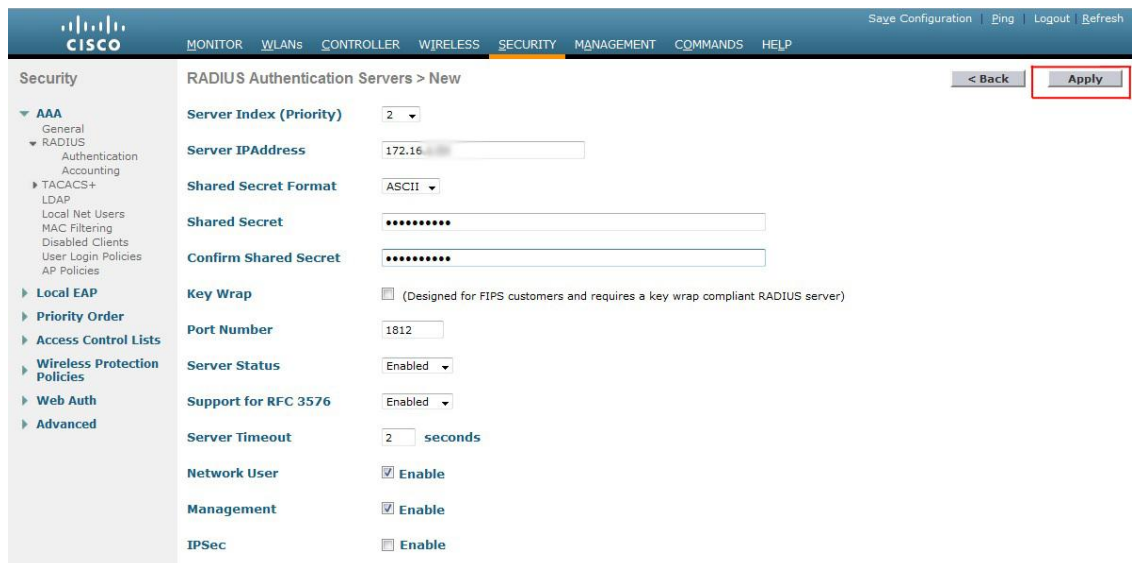 Save Configuration | Ping | Logout | Refresh
CISCO
MONITOR WLANs CONTROLLER WIRELESS SECURITY MANAGEMENT COMMANDS HELP
Security
AAA
General
RADIUS
Authentication
Accounting
TACACS+
LDAP
Local Net Users
MAC Filtering
Disabled Clients
User Login Policies
AP Policies
Local EAP
Priority Order
Access Control Lists
Wireless Protection
Policies
Web Auth
Advanced
RADIUS Authentication Servers > New
< Back Apply
Server Index (Priority) 2
Server IPAddress 172.16
Shared Secret Format ASCII
Shared Secret ••••••••••
Confirm Shared Secret ••••••••••
Key Wrap (Designed for FIPS customers and requires a key wrap compliant RADIUS server)
Port Number 1812
Server Status Enabled
Support for RFC 3576 Enabled
Server Timeout 2 seconds
Network User Enable
Management Enable
IPSec Enable